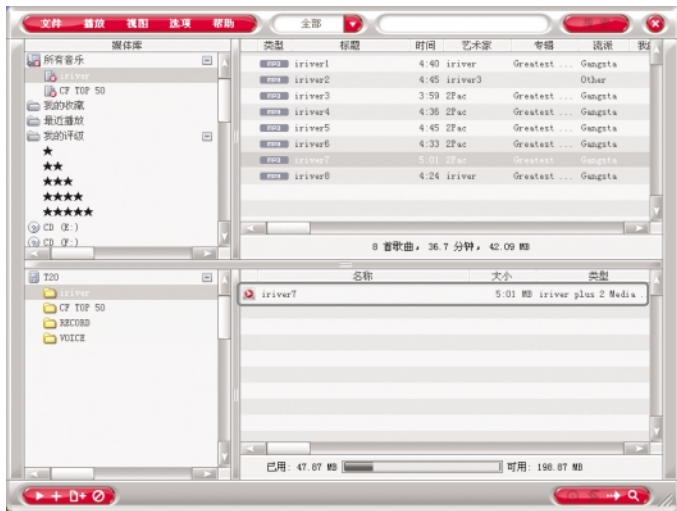 文件 播放 视图 选项 帮助 全部
媒体库
类型 标题 时间 艺术家 专辑 流派
所有音乐
iriver
CF TOP 50
我的收藏
最近播放
我的评级
★
★★
★★★
★★★★
★★★★★
CD (E:)
CD (F:)
MP3 iriver1 4:40 iriver Greatest ... Gangsta
MP3 iriver2 4:45 iriver3 Other
MP3 iriver3 3:59 2Pac Greatest ... Gangsta
MP3 iriver4 4:36 2Pac Greatest ... Gangsta
MP3 iriver5 4:45 2Pac Greatest ... Gangsta
MP3 iriver6 4:33 2Pac Greatest ... Gangsta
MP3 iriver7 5:01 2Pac Greatest ... Gangsta
MP3 iriver8 4:24 iriver Greatest ... Gangsta
8 首歌曲, 36.7 分钟, 42.09 MB
T20
iriver
CF TOP 50
RECORD
VOICE
名称 大小 类型
iriver7 5:01 MB iriver plus 2 Media .
已用: 47.87 MB 可用: 198.87 MB